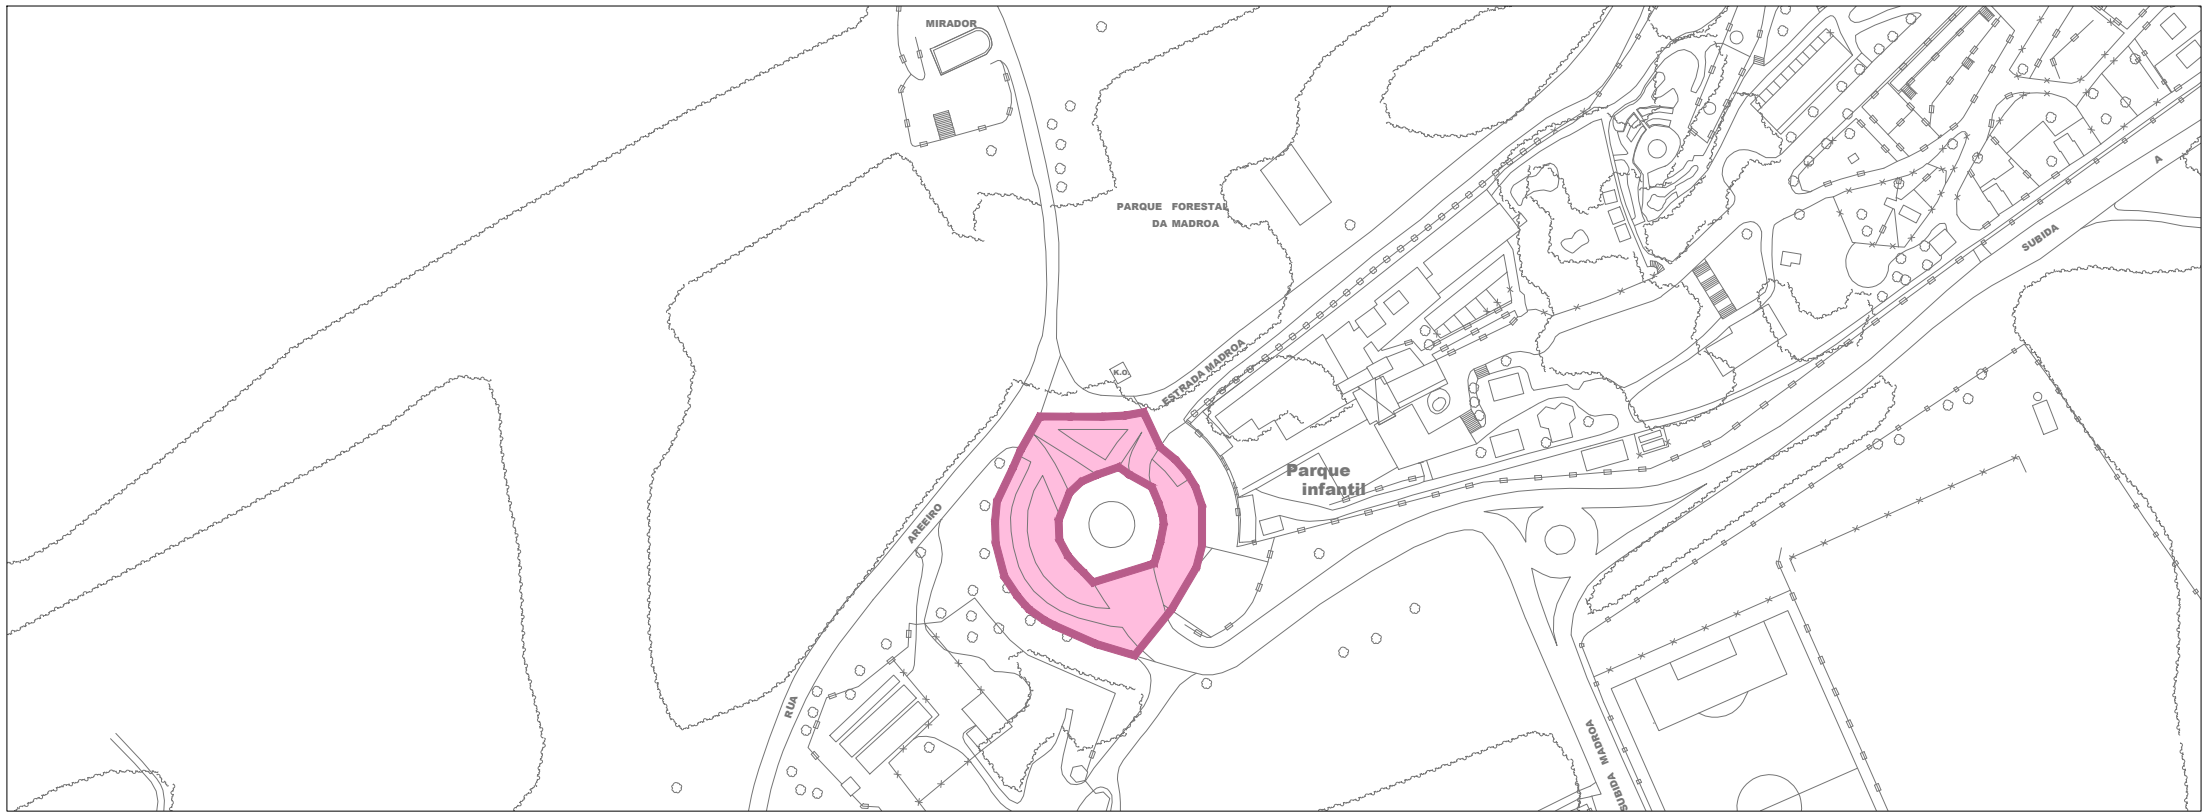 MIRADOR
A
PARQUE FORESTAL
DA MADROA
SUBIDA
ESTRADA MADROA
K.O.
Parque
infantil
AREEIRO
RUA
SUBIDA MADROA